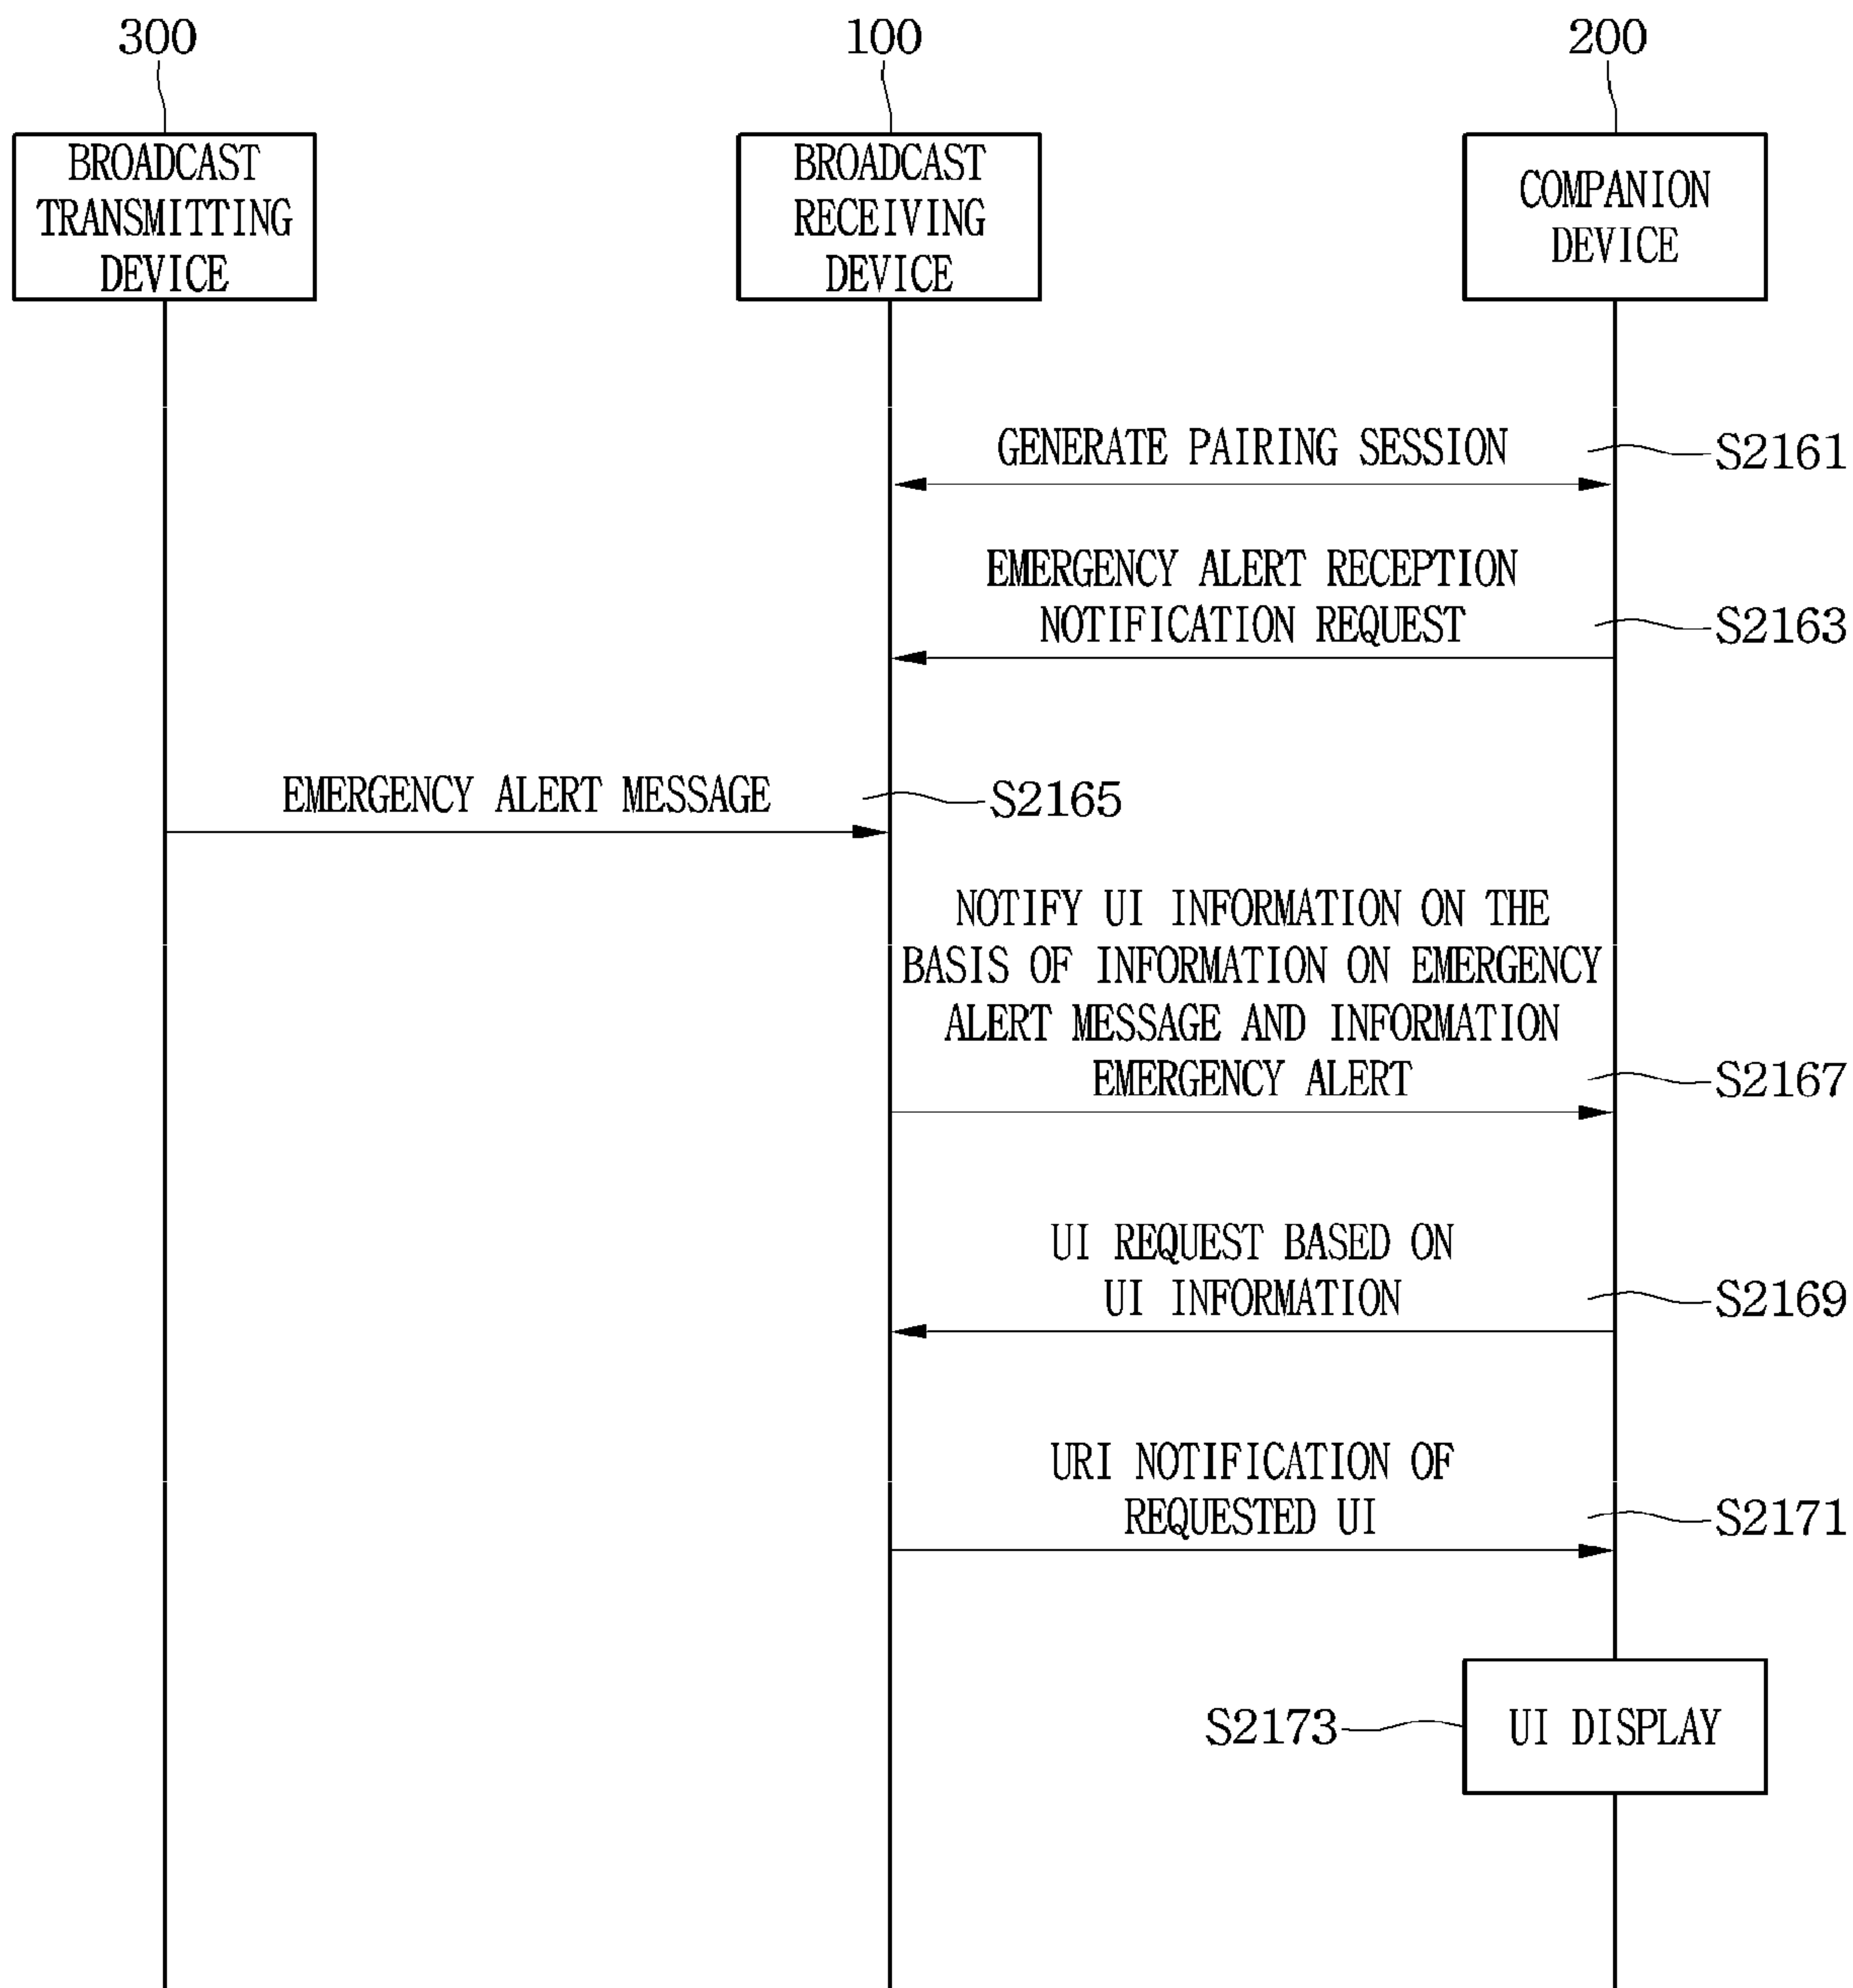 300
100
200
BROADCAST
TRANSMITTING
DEVICE
BROADCAST
RECEIVING
DEVICE
COMPANION
DEVICE
GENERATE PAIRING SESSION
S2161
EMERGENCY ALERT RECEPTION
NOTIFICATION REQUEST
S2163
EMERGENCY ALERT MESSAGE
S2165
NOTIFY UI INFORMATION ON THE
BASIS OF INFORMATION ON EMERGENCY
ALERT MESSAGE AND INFORMATION
EMERGENCY ALERT
S2167
UI REQUEST BASED ON
UI INFORMATION
S2169
URI NOTIFICATION OF
REQUESTED UI
S2171
S2173
UI DISPLAY